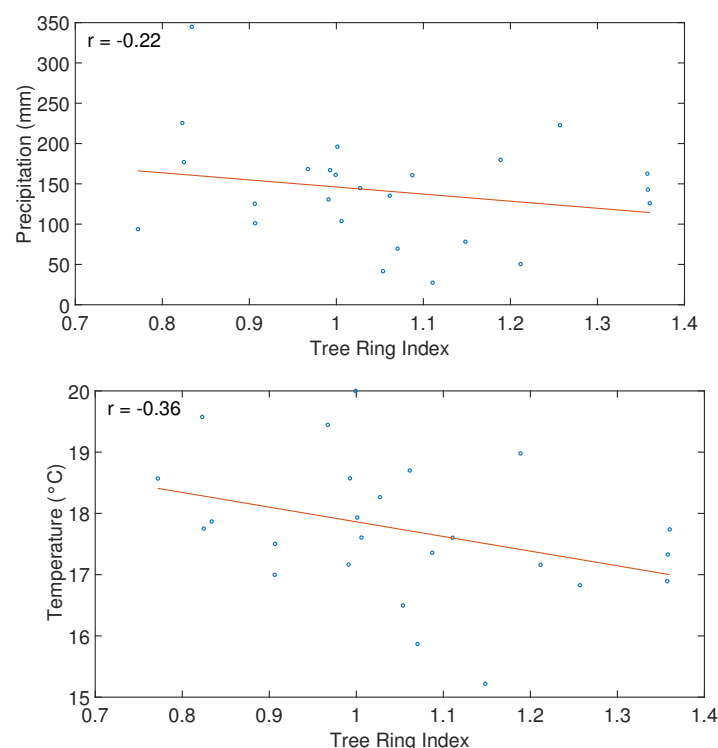 350
r = -0.22
300
250
200
150
100
50
0
Precipitation (mm)
0.7 0.8 0.9 1 1.1 1.2 1.3 1.4
Tree Ring Index
20
r = -0.36
19
18
17
16
15
Temperature (°C)
0.7 0.8 0.9 1 1.1 1.2 1.3 1.4
Tree Ring Index